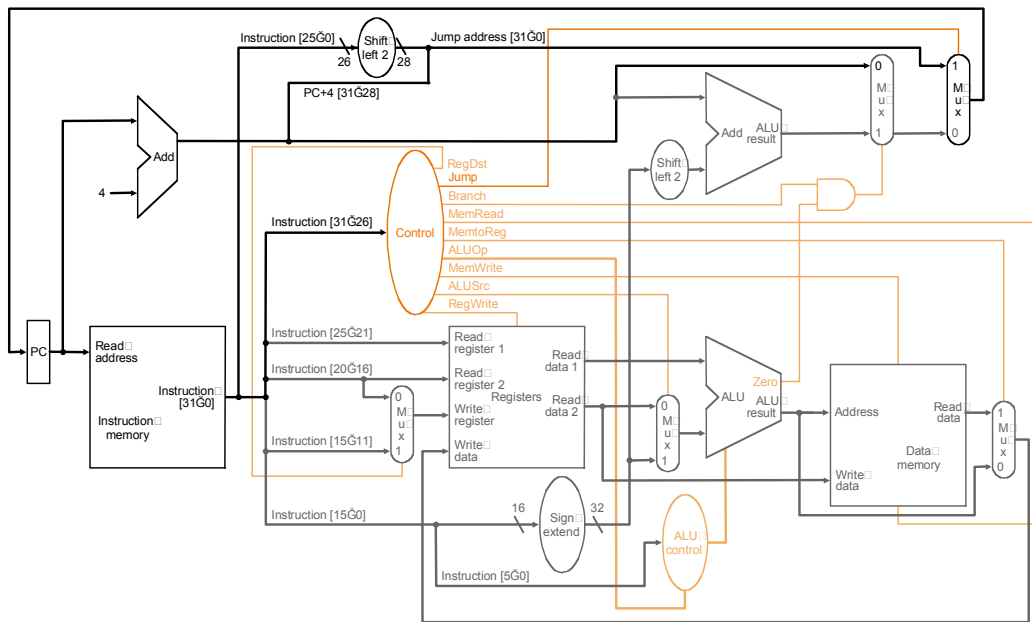 Instruction [25Ğ0]
26
Shift
left 2
28
Jump address [31Ğ0]
PC+4 [31Ğ28]
0
M
u
x
1
1
M
u
x
0
Add
4
Add
ALU
result
Shift
left 2
RegDst
Jump
Branch
MemRead
MemtoReg
ALUOp
MemWrite
ALUSrc
RegWrite
Instruction [31Ğ26]
Control
PC
Read
address
Instruction
[31Ğ0]
Instruction
memory
Instruction [25Ğ21]
Instruction [20Ğ16]
Instruction [15Ğ11]
Instruction [15Ğ0]
0
M
u
x
1
Read
register 1
Read
register 2
Write
register
Write
data
Registers
Read
data 1
Read
data 2
0
M
u
x
1
Zero
ALU
ALU
result
Address
Write
data
Read
data
Data
memory
1
M
u
x
0
16
Sign
extend
32
ALU
control
Instruction [5Ğ0]